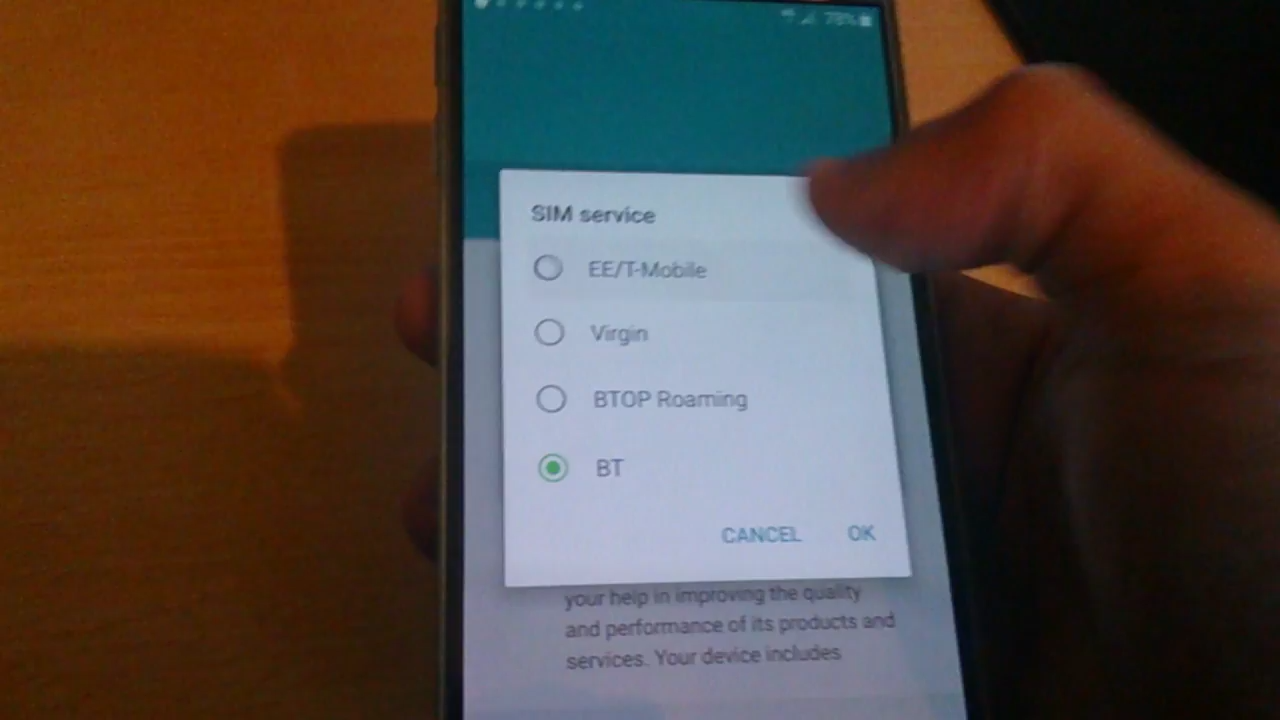 78%
SIM service
EE/T-Mobile
Virgin
BTOP Roaming
BT
CANCEL OK
your help in improving the quality
and performance of its products and
services. Your device includes